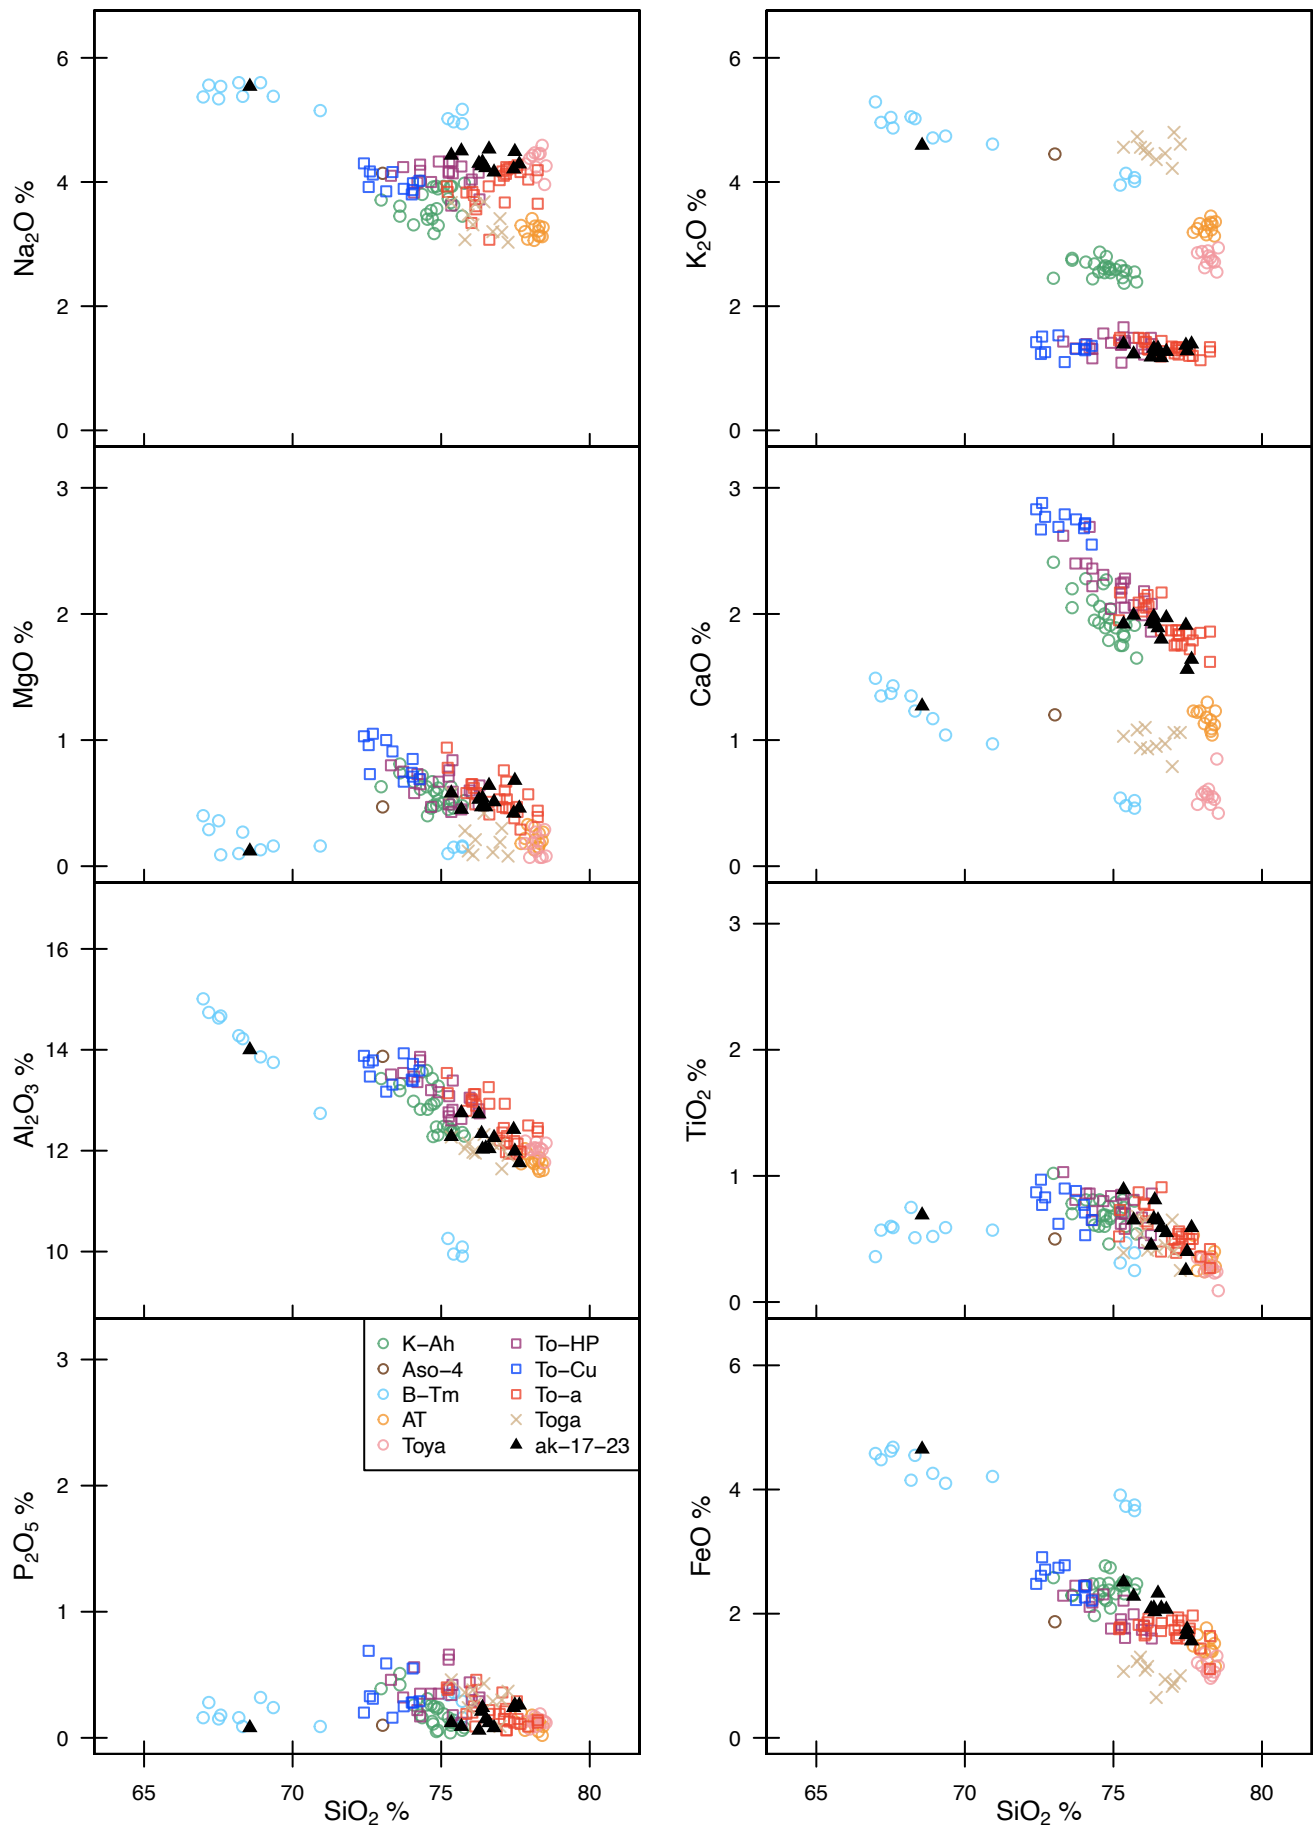 6
4
2
0
Na₂O %
6
4
2
0
K₂O %
3
2
1
0
MgO %
3
2
1
0
CaO %
16
14
12
10
Al₂O₃ %
3
2
1
0
TiO₂ %
3
2
1
0
P₂O₅ %
K−Ah
Aso−4
B−Tm
AT
Toya
To−HP
To−Cu
To−a
Toga
ak−17−23
6
4
2
0
FeO %
65
70
75
80
SiO₂ %
65
70
75
80
SiO₂ %